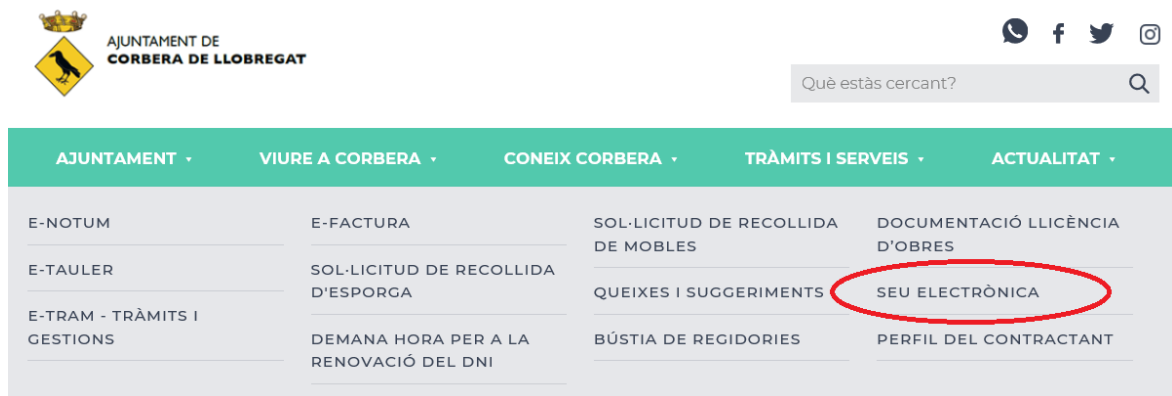 AJUNTAMENT DE
CORBERA DE LLOBREGAT
Què estàs cercant?
AJUNTAMENT
VIURE A CORBERA
CONEIX CORBERA
TRÀMITS I SERVEIS
ACTUALITAT
E-NOTUM
E-TAULER
E-TRAM - TRÀMITS I
GESTIONS
E-FACTURA
SOL·LICITUD DE RECOLLIDA
D'ESPORGA
DEMANA HORA PER A LA
RENOVACIÓ DEL DNI
SOL·LICITUD DE RECOLLIDA
DE MOBLES
QUEIXES I SUGGERIMENTS
BÚSTIA DE REGIDORIES
DOCUMENTACIÓ LLICÈNCIA
D’OBRES
SEU ELECTRÒNICA
PERFIL DEL CONTRACTANT